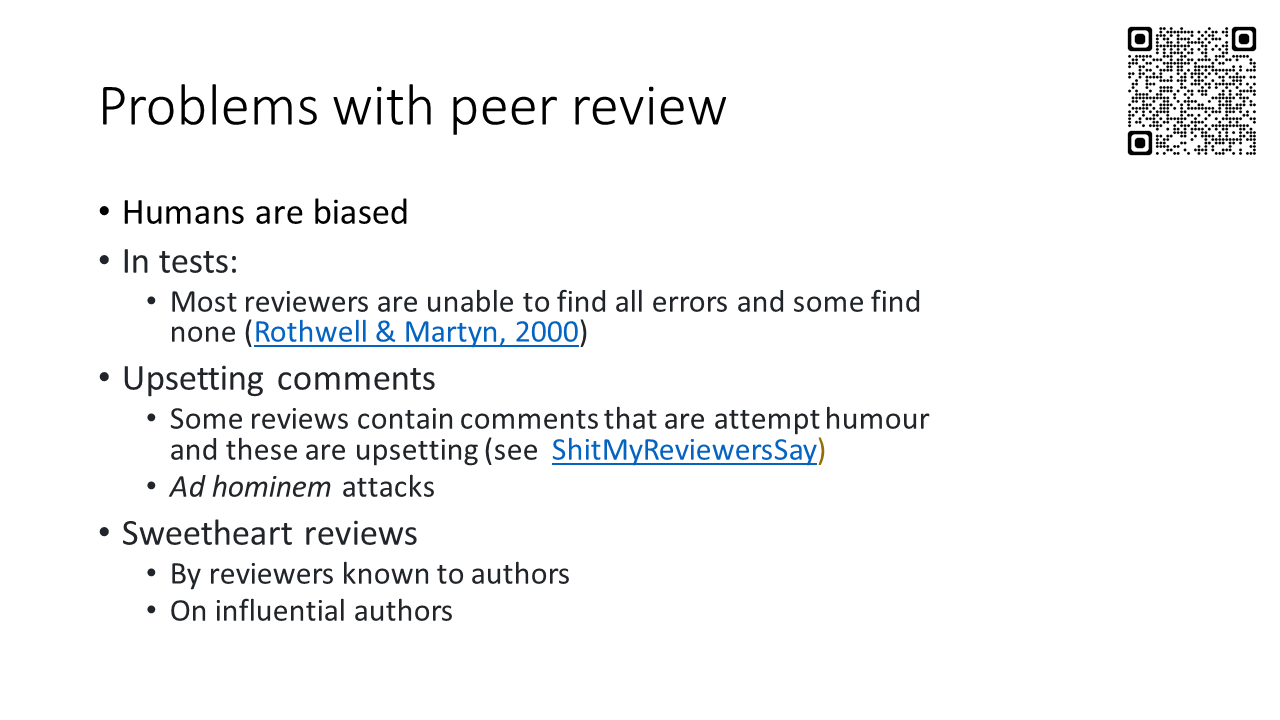 Problems with peer review
• Humans are biased
• In tests:
• Most reviewers are unable to find all errors and some find
none (Rothwell & Martyn, 2000)
• Upsetting comments
• Some reviews contain comments that are attempt humour
and these are upsetting (see ShitMyReviewersSay)
• Ad hominem attacks
• Sweetheart reviews
• By reviewers known to authors
• On influential authors